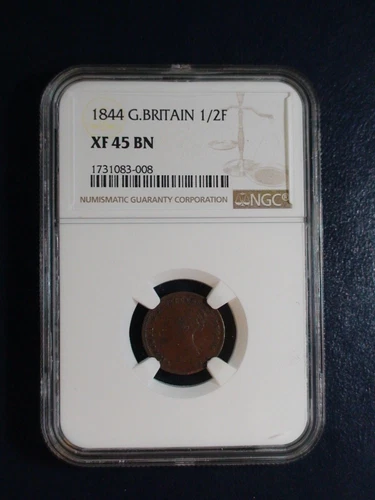 1844 G.BRITAIN 1/2F
XF 45 BN
1731083-008
NUMISMATIC GUARANTY CORPORATION
NGC